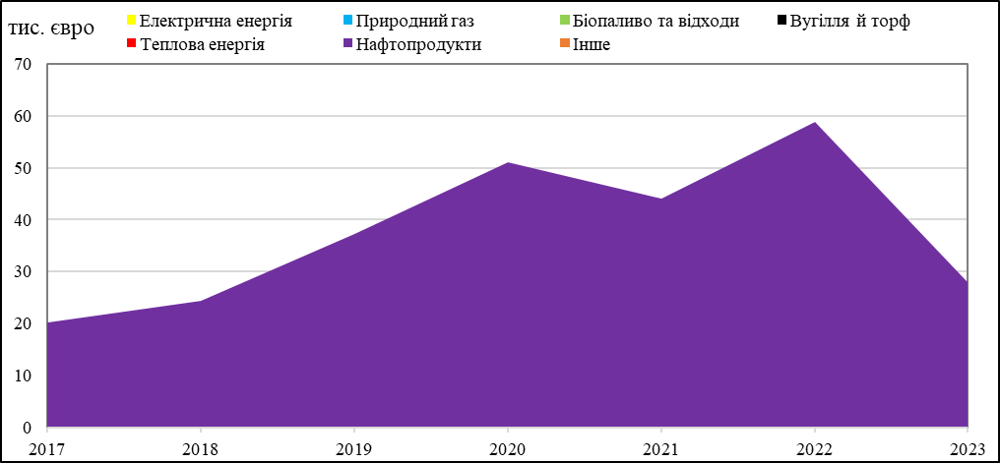 тис. євро
Електрична енергія Природний газ Біопаливо та відходи Вугілля й торф
Теплова енергія Нафтопродукти Інше
70
60
50
40
30
20
10
0
2017 2018 2019 2020 2021 2022 2023